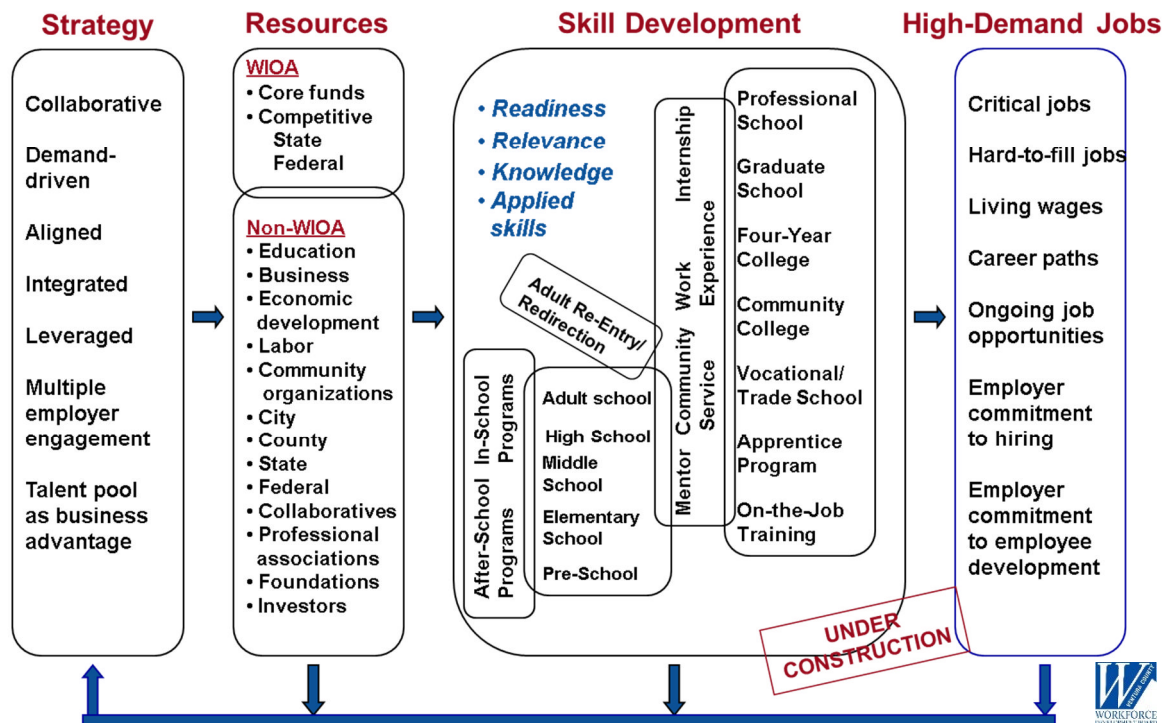 Strategy
Resources
Skill Development
High-Demand Jobs
Collaborative
Demand-
driven
Aligned
Integrated
Leveraged
Multiple
employer
engagement
Talent pool
as business
advantage
WIOA
• Core funds
• Competitive
State
Federal
Non-WIOA
• Education
• Business
• Economic
development
• Labor
• Community
organizations
• City
• County
• State
• Federal
• Collaboratives
• Professional
associations
• Foundations
• Investors
• Readiness
• Relevance
• Knowledge
• Applied
skills
Adult Re-Entry/
Redirection
After-School In-School
Programs Programs
Adult school
High School
Middle
School
Elementary
School
Pre-School
Mentor Community Work Internship
Service Experience
Professional
School
Graduate
School
Four-Year
College
Community
College
Vocational/
Trade School
Apprentice
Program
On-the-Job
Training
UNDER
CONSTRUCTION
Critical jobs
Hard-to-fill jobs
Living wages
Career paths
Ongoing job
opportunities
Employer
commitment
to hiring
Employer
commitment
to employee
development
W
VENTURA COUNTY
WORKFORCE
DEVELOPMENT BOARD